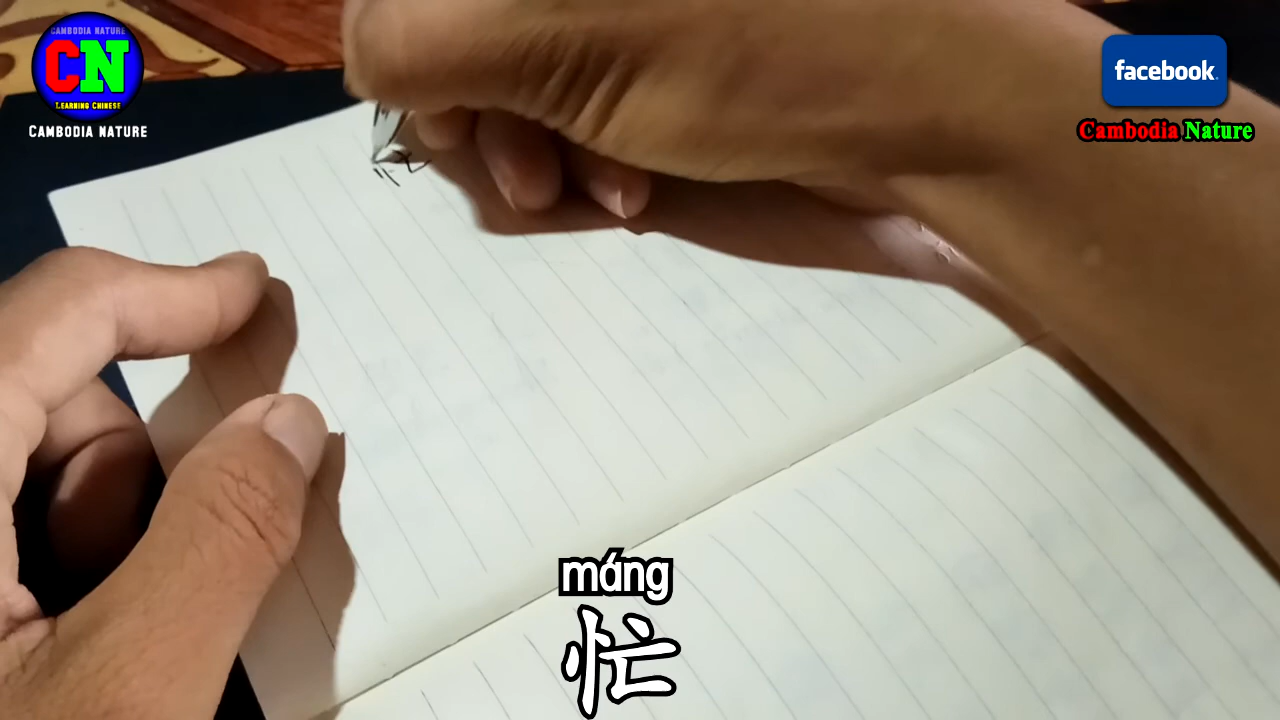 CAMBODIA NATURE
CN
LEARNING CHINESE
CAMBODIA NATURE
facebook
Cambodia Nature
máng
忙